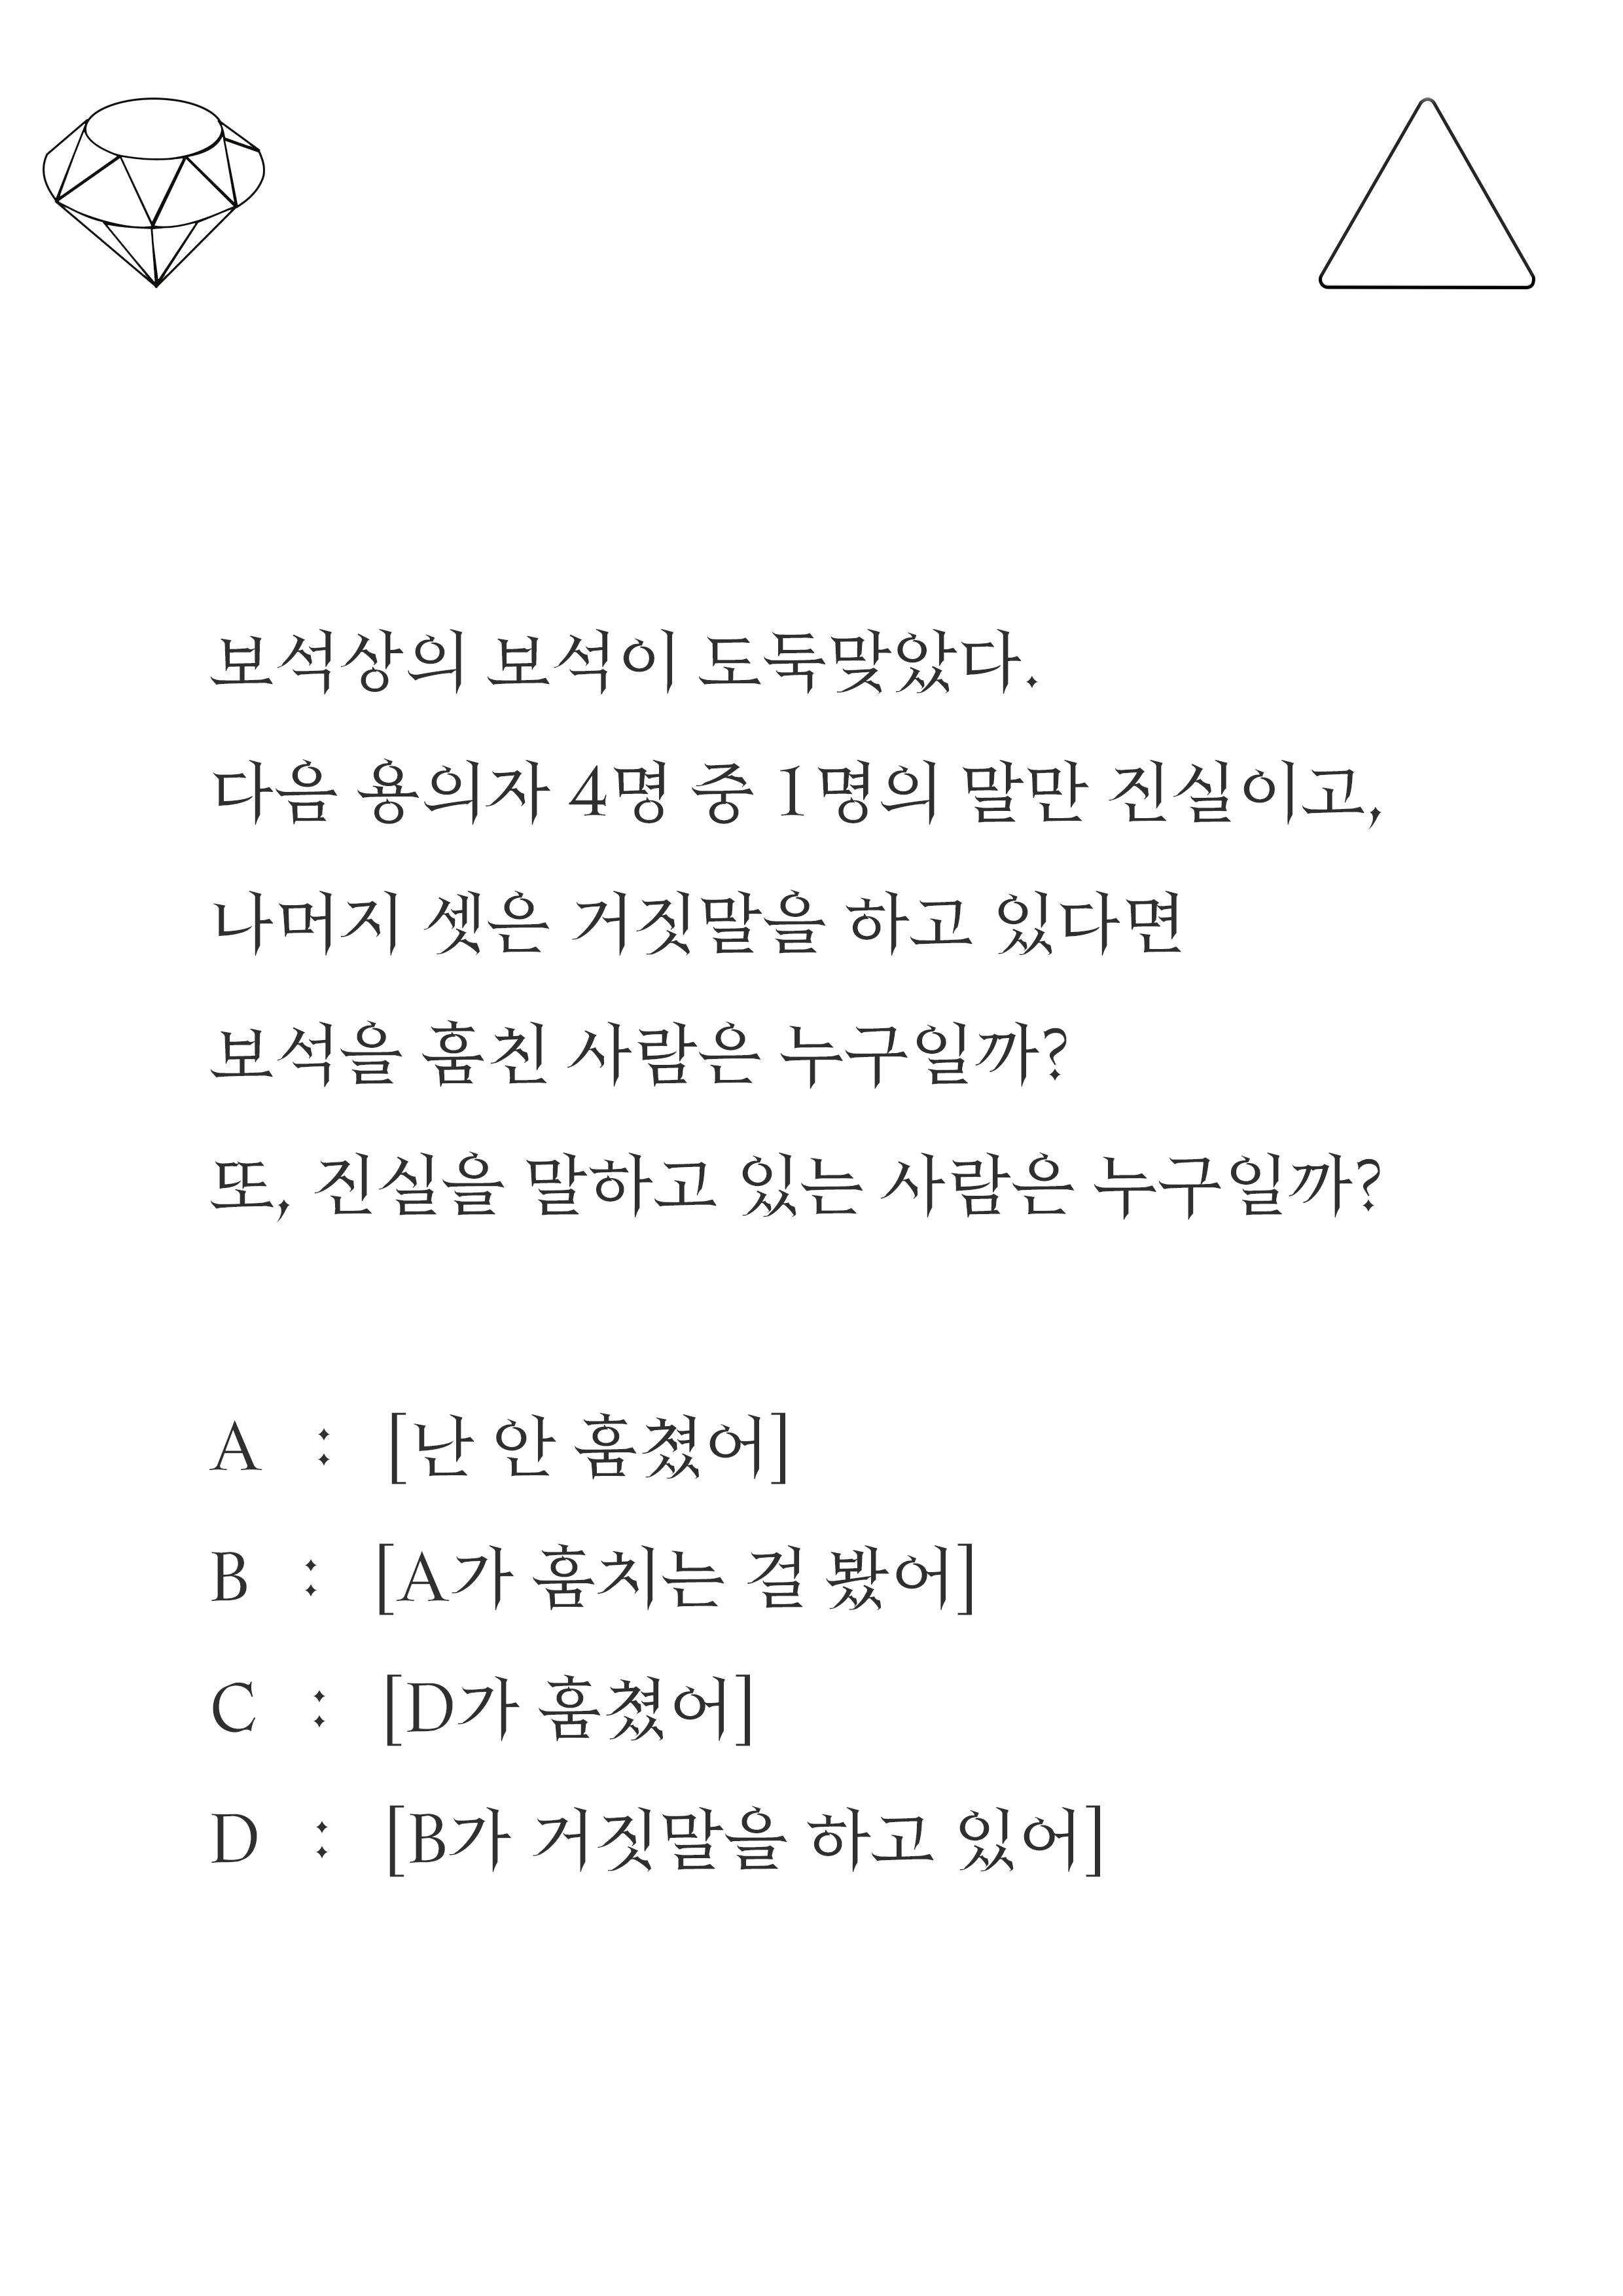 보석상의 보석이 도둑맞았다.
다음 용의자 4명 중 1명의 말만 진실이고,
나머지 셋은 거짓말을 하고 있다면
보석을 훔친 사람은 누구일까?
또, 진실을 말하고 있는 사람은 누구일까?
A : [난 안 훔쳤어]
B : [A가 훔치는 걸 봤어]
C : [D가 훔쳤어]
D : [B가 거짓말을 하고 있어]